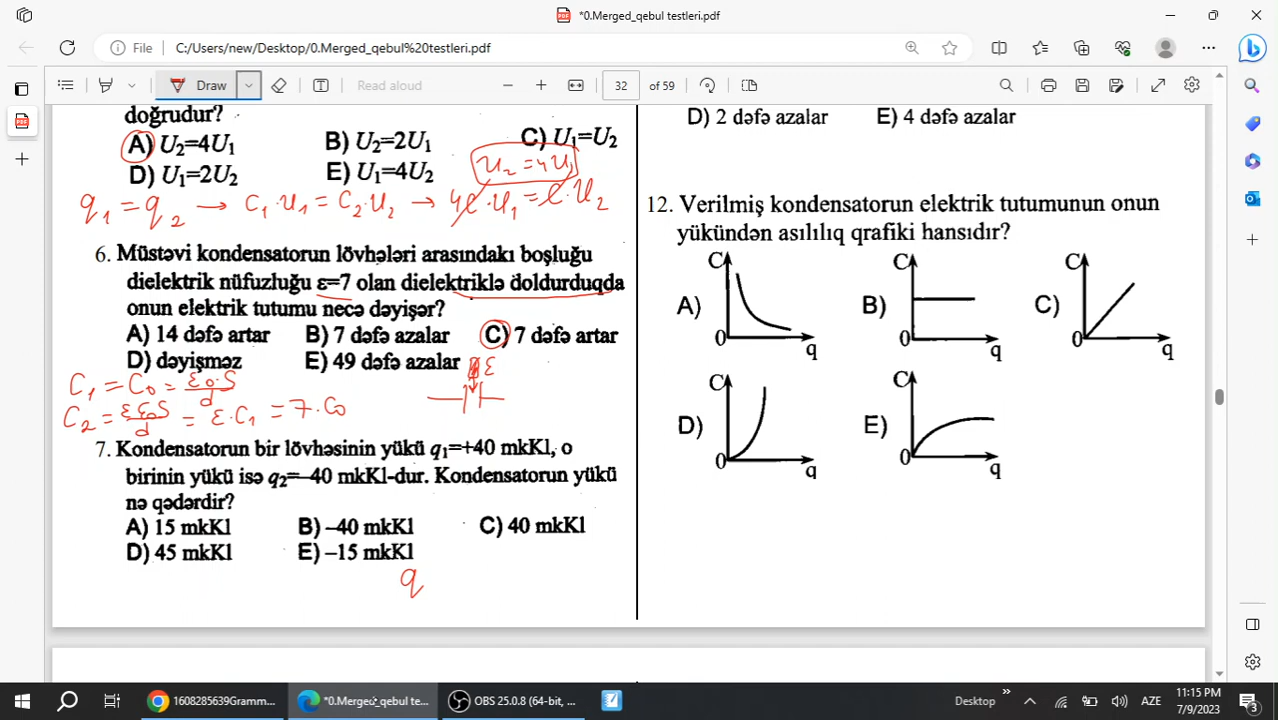 *0.Merged_qebul testleri.pdf
File C:/Users/new/Desktop/0.Merged_qebul%20testleri.pdf
Draw Read aloud 32 of 59
doğrudur?
A) U₂=4U₁ B) U₂=2U₁ C) U₁=U₂
D) U₁=2U₂ E) U₁=4U₂ U₂ = 4U₁
q₁ = q₂ → C₁·U₁ = C₂·U₂ → 4C·U₁ = C·U₂
6. Müstəvi kondensatorun lövhələri arasındakı boşluğu
dielektrik nüfuzluğu ε=7 olan dielektriklə doldurduqda
onun elektrik tutumu necə dəyişər?
A) 14 dəfə artar B) 7 dəfə azalar C) 7 dəfə artar
D) dəyişməz E) 49 dəfə azalar ε
C₁ = C₀ = ε₀·S/d
C₂ = εε₀S/d = ε·C₁ = 7·C₀
7. Kondensatorun bir lövhəsinin yükü q₁=+40 mkKl, o
birinin yükü isə q₂=–40 mkKl-dur. Kondensatorun yükü
nə qədərdir?
A) 15 mkKl B) –40 mkKl C) 40 mkKl
D) 45 mkKl E) –15 mkKl
q
D) 2 dəfə azalar E) 4 dəfə azalar
12. Verilmiş kondensatorun elektrik tutumunun onun
yükündən asılılıq qrafiki hansıdır?
A) C 0 q B) C 0 q C) C 0 q
D) C 0 q E) C 0 q
1608285639Gramm... *0.Merged_qebul te... OBS 25.0.8 (64-bit, ... Desktop AZE 11:15 PM
7/9/2023 3